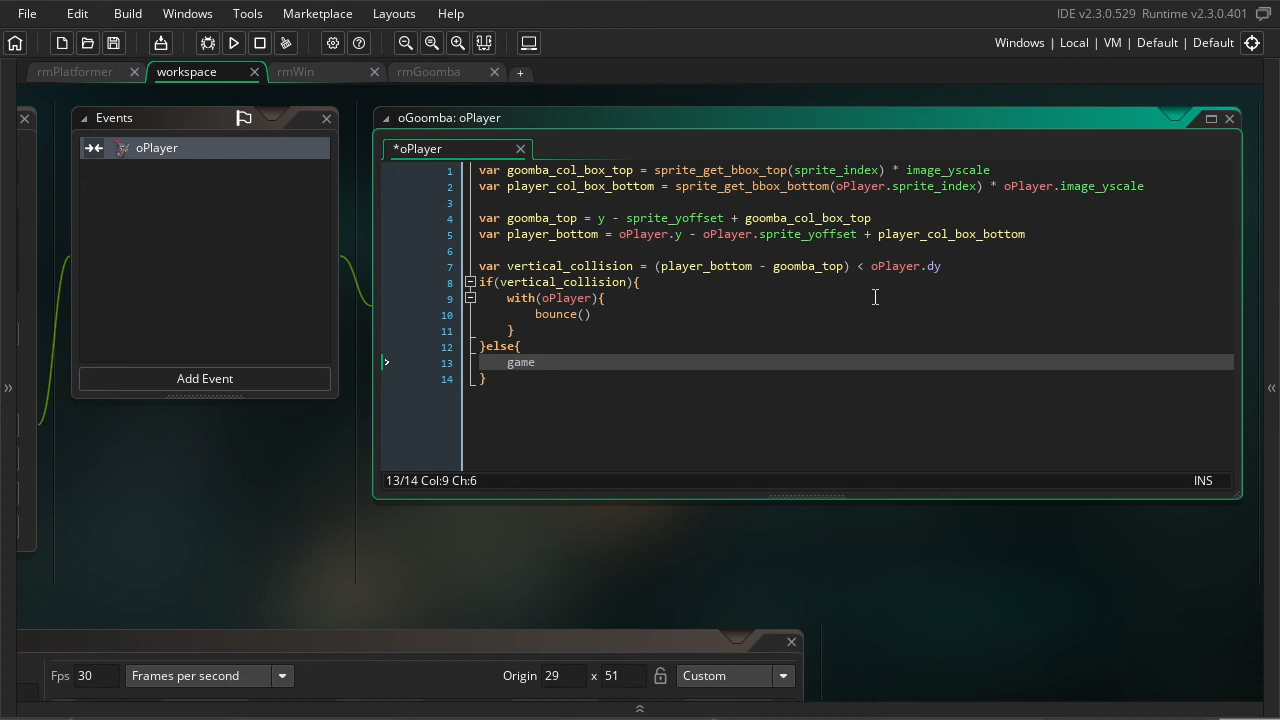 File Edit Build Windows Tools Marketplace Layouts Help IDE v2.3.0.529 Runtime v2.3.0.401
Windows | Local | VM | Default | Default
rmPlatformer workspace rmWin rmGoomba +
Events
oPlayer
Add Event
oGoomba: oPlayer
*oPlayer
1 var goomba_col_box_top = sprite_get_bbox_top(sprite_index) * image_yscale
2 var player_col_box_bottom = sprite_get_bbox_bottom(oPlayer.sprite_index) * oPlayer.image_yscale
3
4 var goomba_top = y - sprite_yoffset + goomba_col_box_top
5 var player_bottom = oPlayer.y - oPlayer.sprite_yoffset + player_col_box_bottom
6
7 var vertical_collision = (player_bottom - goomba_top) < oPlayer.dy
8 if(vertical_collision){
9 with(oPlayer){
10 bounce()
11 }
12 }else{
13 game
14 }
13/14 Col:9 Ch:6 INS
Fps 30 Frames per second Origin 29 x 51 Custom